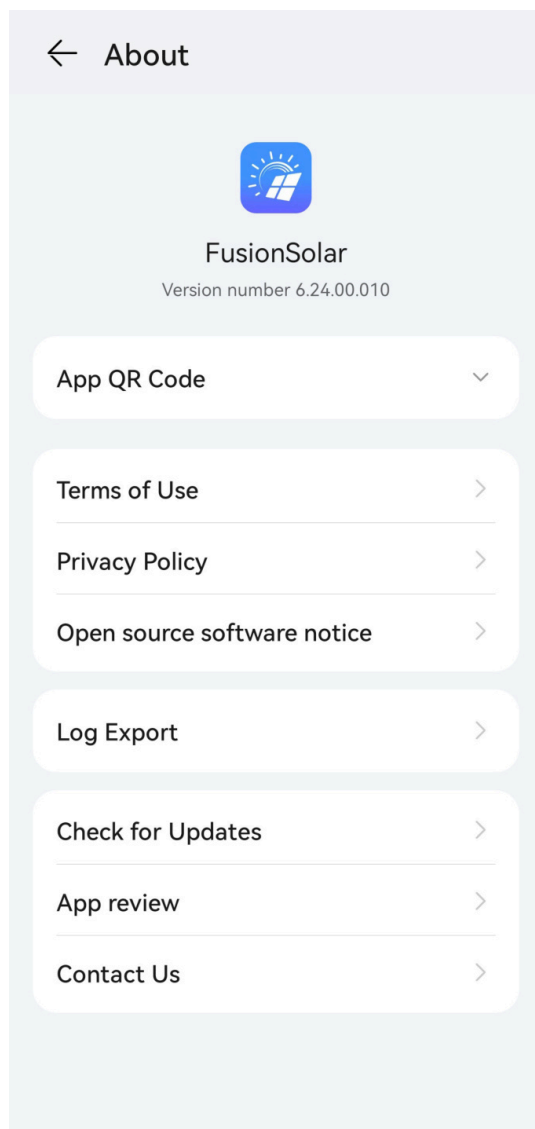 About
FusionSolar
Version number 6.24.00.010
App QR Code
Terms of Use
Privacy Policy
Open source software notice
Log Export
Check for Updates
App review
Contact Us